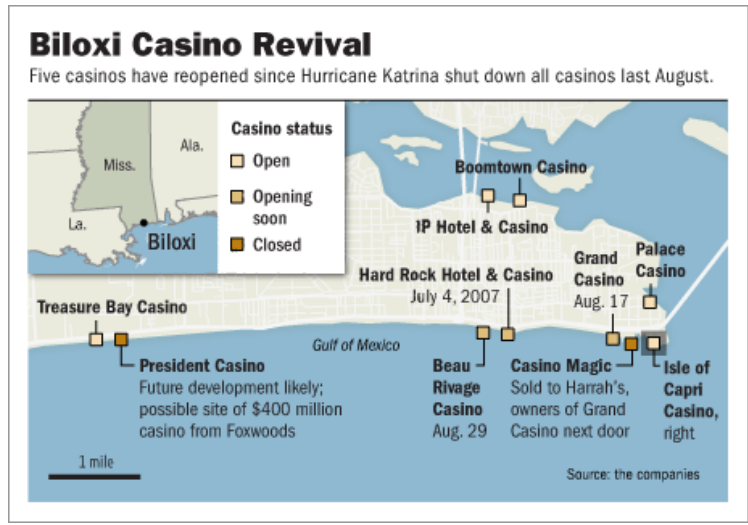 Biloxi Casino Revival
Five casinos have reopened since Hurricane Katrina shut down all casinos last August.
Casino status
Open
Opening
soon
Closed
Miss.
Ala.
La.
Biloxi
Boomtown Casino
IP Hotel & Casino
Hard Rock Hotel & Casino
July 4, 2007
Grand
Casino
Aug. 17
Palace
Casino
Treasure Bay Casino
Gulf of Mexico
President Casino
Future development likely;
possible site of $400 million
casino from Foxwoods
Beau
Rivage
Casino
Aug. 29
Casino Magic
Sold to Harrah's,
owners of Grand
Casino next door
Isle of
Capri
Casino,
right
1 mile
Source: the companies